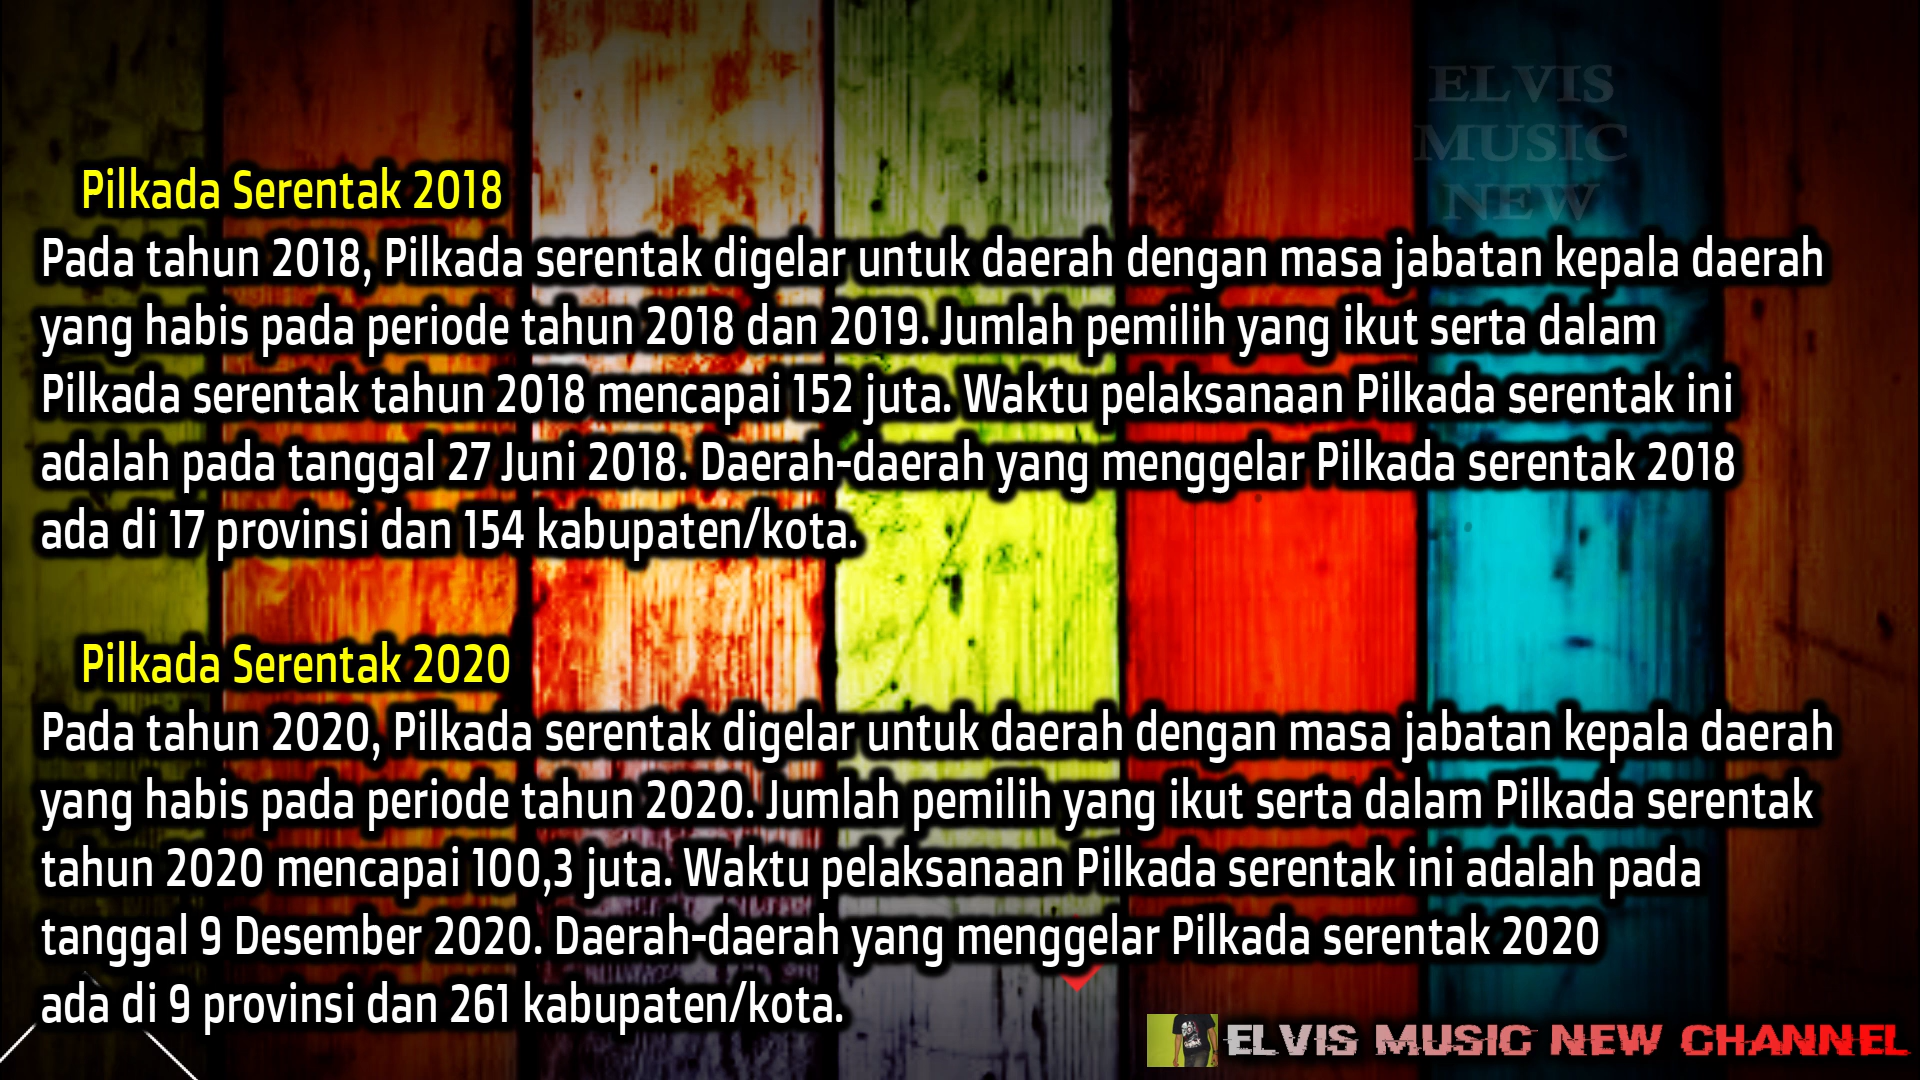 ELVIS
MUSIC
NEW
Pilkada Serentak 2018
Pada tahun 2018, Pilkada serentak digelar untuk daerah dengan masa jabatan kepala daerah
yang habis pada periode tahun 2018 dan 2019. Jumlah pemilih yang ikut serta dalam
Pilkada serentak tahun 2018 mencapai 152 juta. Waktu pelaksanaan Pilkada serentak ini
adalah pada tanggal 27 Juni 2018. Daerah-daerah yang menggelar Pilkada serentak 2018
ada di 17 provinsi dan 154 kabupaten/kota.
Pilkada Serentak 2020
Pada tahun 2020, Pilkada serentak digelar untuk daerah dengan masa jabatan kepala daerah
yang habis pada periode tahun 2020. Jumlah pemilih yang ikut serta dalam Pilkada serentak
tahun 2020 mencapai 100,3 juta. Waktu pelaksanaan Pilkada serentak ini adalah pada
tanggal 9 Desember 2020. Daerah-daerah yang menggelar Pilkada serentak 2020
ada di 9 provinsi dan 261 kabupaten/kota.
ELVIS MUSIC NEW CHANNEL